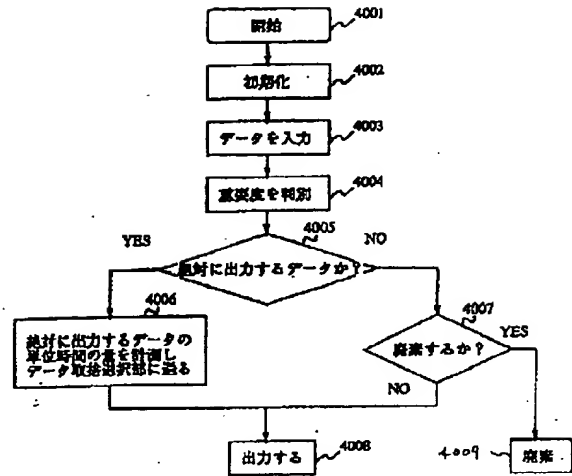 開始
4001
初期化
4002
データを入力
4003
重要度を判別
4004
4005
YES
NO
絶対に出力するデータか?
4006
絶対に出力するデータの
単位時間の量を計測し
データ取捨選択部に送る
4007
廃棄するか?
YES
NO
出力する
4008
4009
廃棄